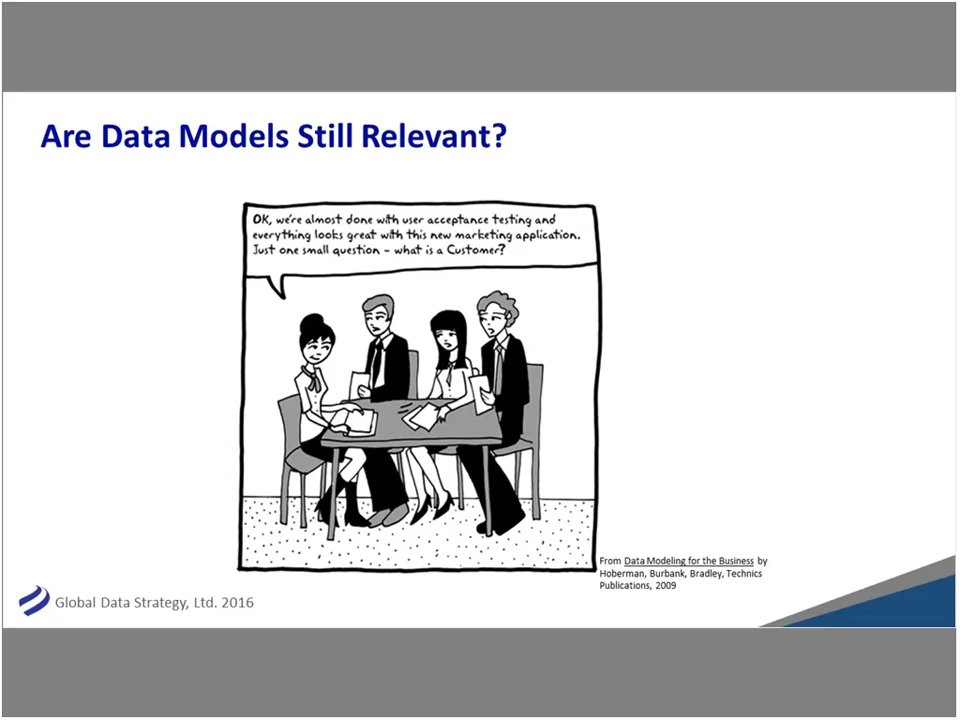 Are Data Models Still Relevant?
OK, we're almost done with user acceptance testing and
everything looks great with this new marketing application.
Just one small question – what is a Customer?
From Data Modeling for the Business by
Hoberman, Burbank, Bradley, Technics
Publications, 2009
Global Data Strategy, Ltd. 2016